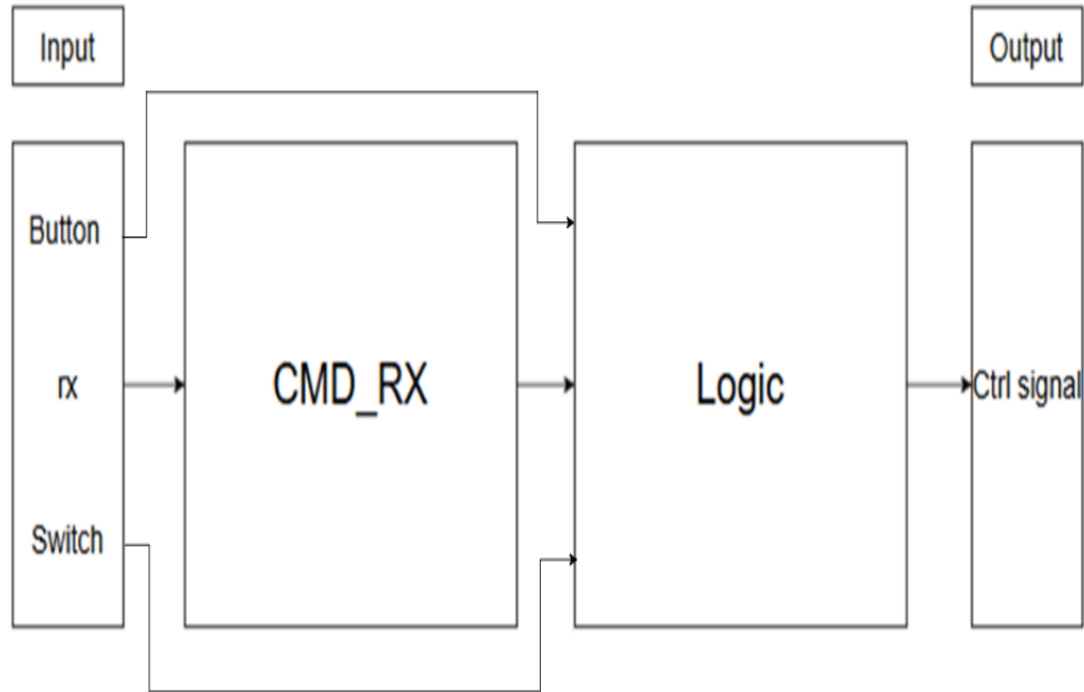 Input
Output
Button
rx
Switch
CMD_RX
Logic
Ctrl signal